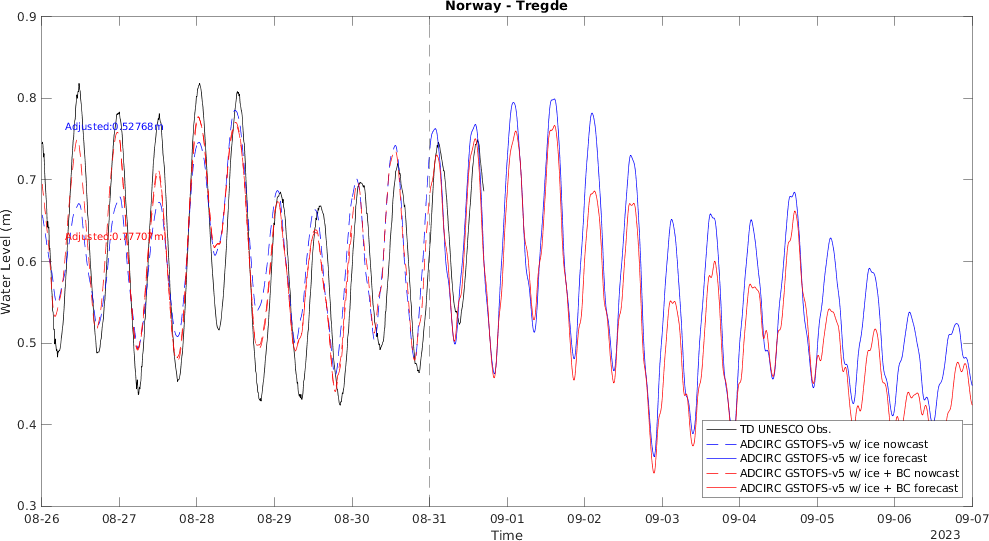 Norway - Tregde
0.9
0.8
0.7
0.6
0.5
0.4
0.3
Water Level (m)
Adjusted:0.52768m
Adjusted:0.77707m
TD UNESCO Obs.
ADCIRC GSTOFS-v5 w/ ice nowcast
ADCIRC GSTOFS-v5 w/ ice forecast
ADCIRC GSTOFS-v5 w/ ice + BC nowcast
ADCIRC GSTOFS-v5 w/ ice + BC forecast
08-26 08-27 08-28 08-29 08-30 08-31 09-01 09-02 09-03 09-04 09-05 09-06 09-07
Time
2023